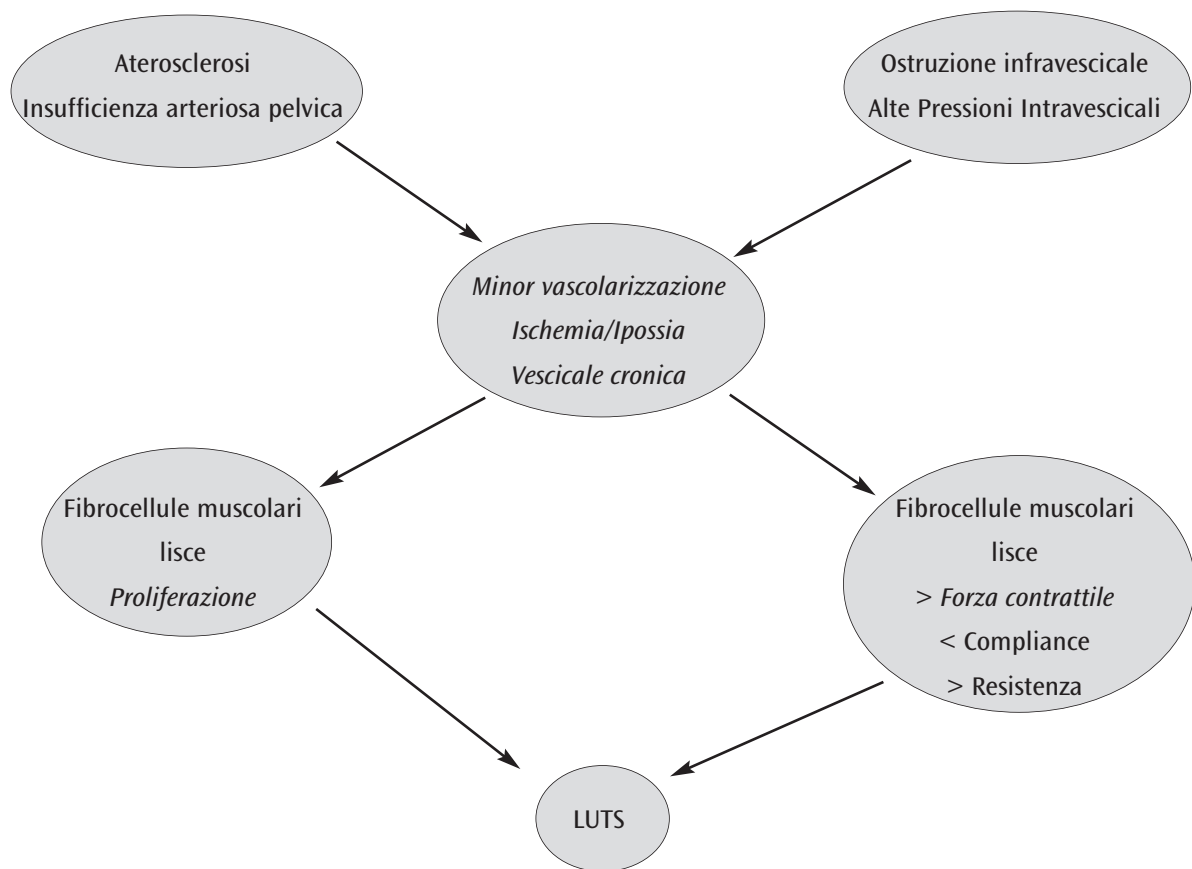 Aterosclerosi
Insufficienza arteriosa pelvica
Ostruzione infravescicale
Alte Pressioni Intravescicali
Minor vascolarizzazione
Ischemia/Ipossia
Vescicale cronica
Fibrocellule muscolari
lisce
Proliferazione
Fibrocellule muscolari
lisce
> Forza contrattile
< Compliance
> Resistenza
LUTS